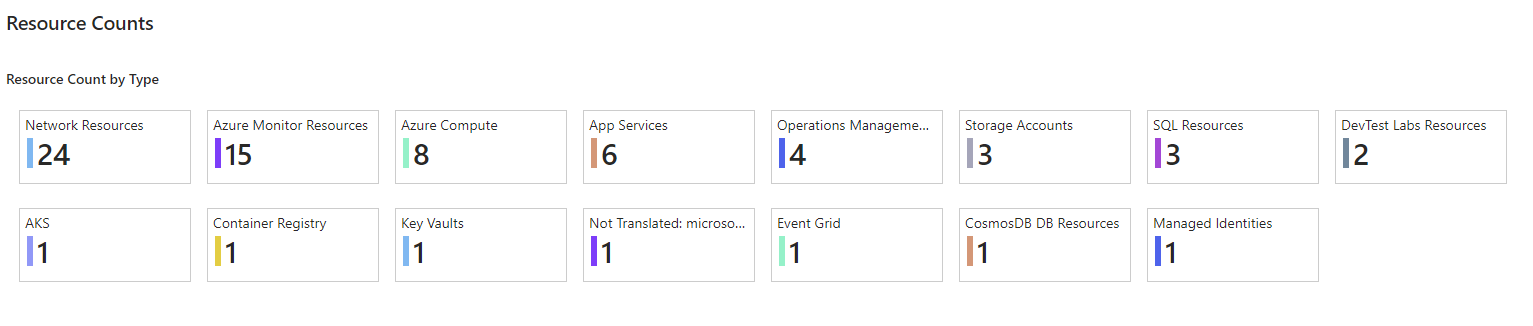 Resource Counts
Resource Count by Type
Network Resources
24
Azure Monitor Resources
15
Azure Compute
8
App Services
6
Operations Manageme...
4
Storage Accounts
3
SQL Resources
3
DevTest Labs Resources
2
AKS
1
Container Registry
1
Key Vaults
1
Not Translated: microso...
1
Event Grid
1
CosmosDB DB Resources
1
Managed Identities
1